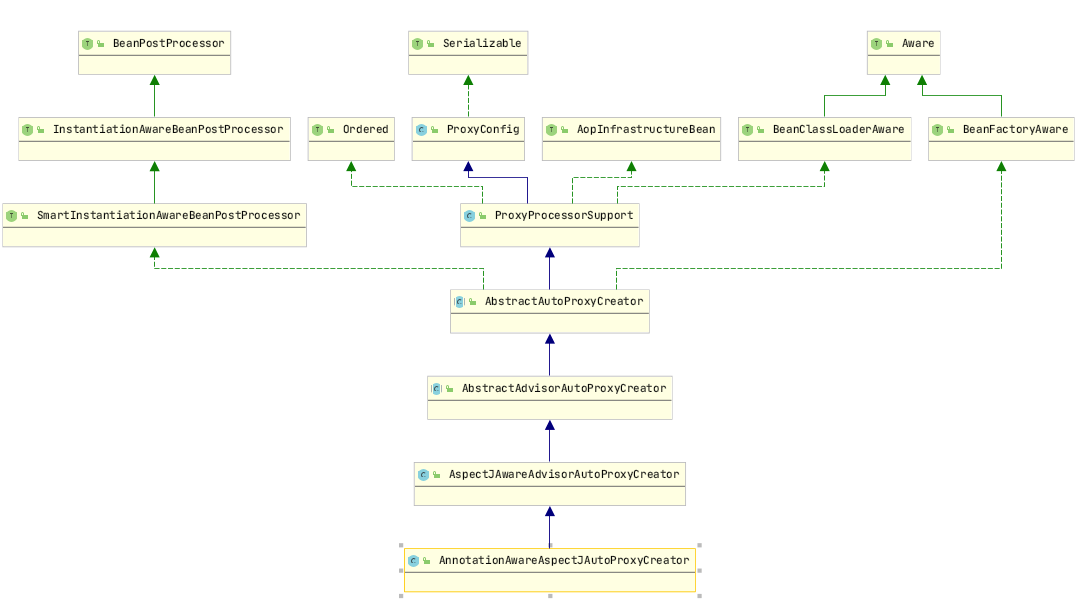 BeanPostProcessor
Serializable
Aware
InstantiationAwareBeanPostProcessor
Ordered
ProxyConfig
AopInfrastructureBean
BeanClassLoaderAware
BeanFactoryAware
SmartInstantiationAwareBeanPostProcessor
ProxyProcessorSupport
AbstractAutoProxyCreator
AbstractAdvisorAutoProxyCreator
AspectJAwareAdvisorAutoProxyCreator
AnnotationAwareAspectJAutoProxyCreator